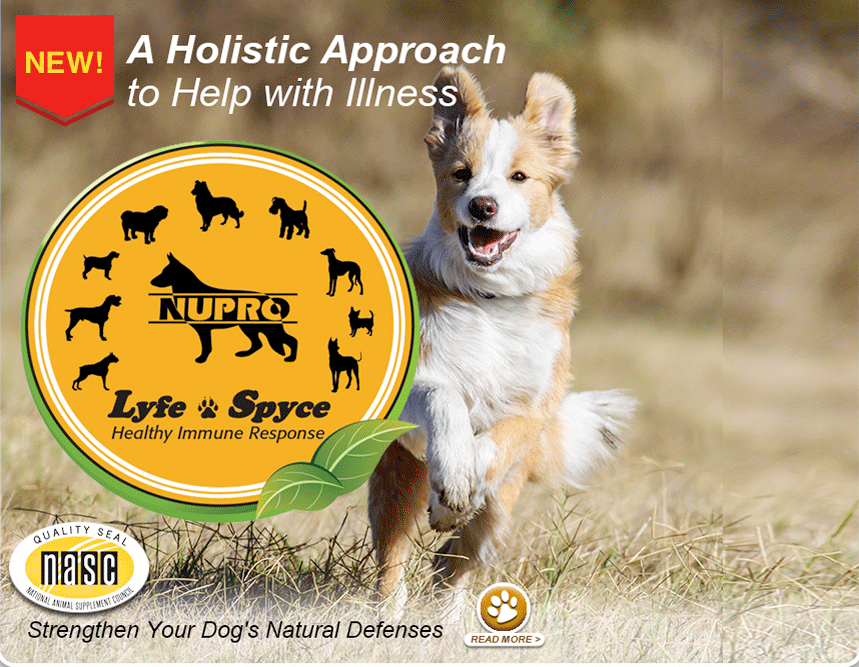 NEW!
A Holistic Approach
to Help with Illness
NUPRO
Lyfe Spyce
Healthy Immune Response
QUALITY SEAL
nasc
NATIONAL ANIMAL SUPPLEMENT COUNCIL
Strengthen Your Dog's Natural Defenses
READ MORE >